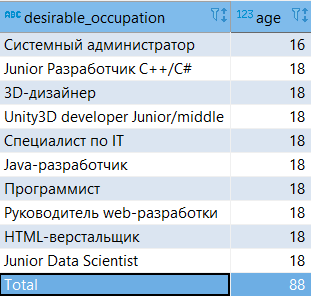 ABC desirable_occupation 123 age
Системный администратор 16
Junior Разработчик C++/C# 18
3D-дизайнер 18
Unity3D developer Junior/middle 18
Специалист по IT 18
Java-разработчик 18
Программист 18
Руководитель web-разработки 18
HTML-верстальщик 18
Junior Data Scientist 18
Total 88